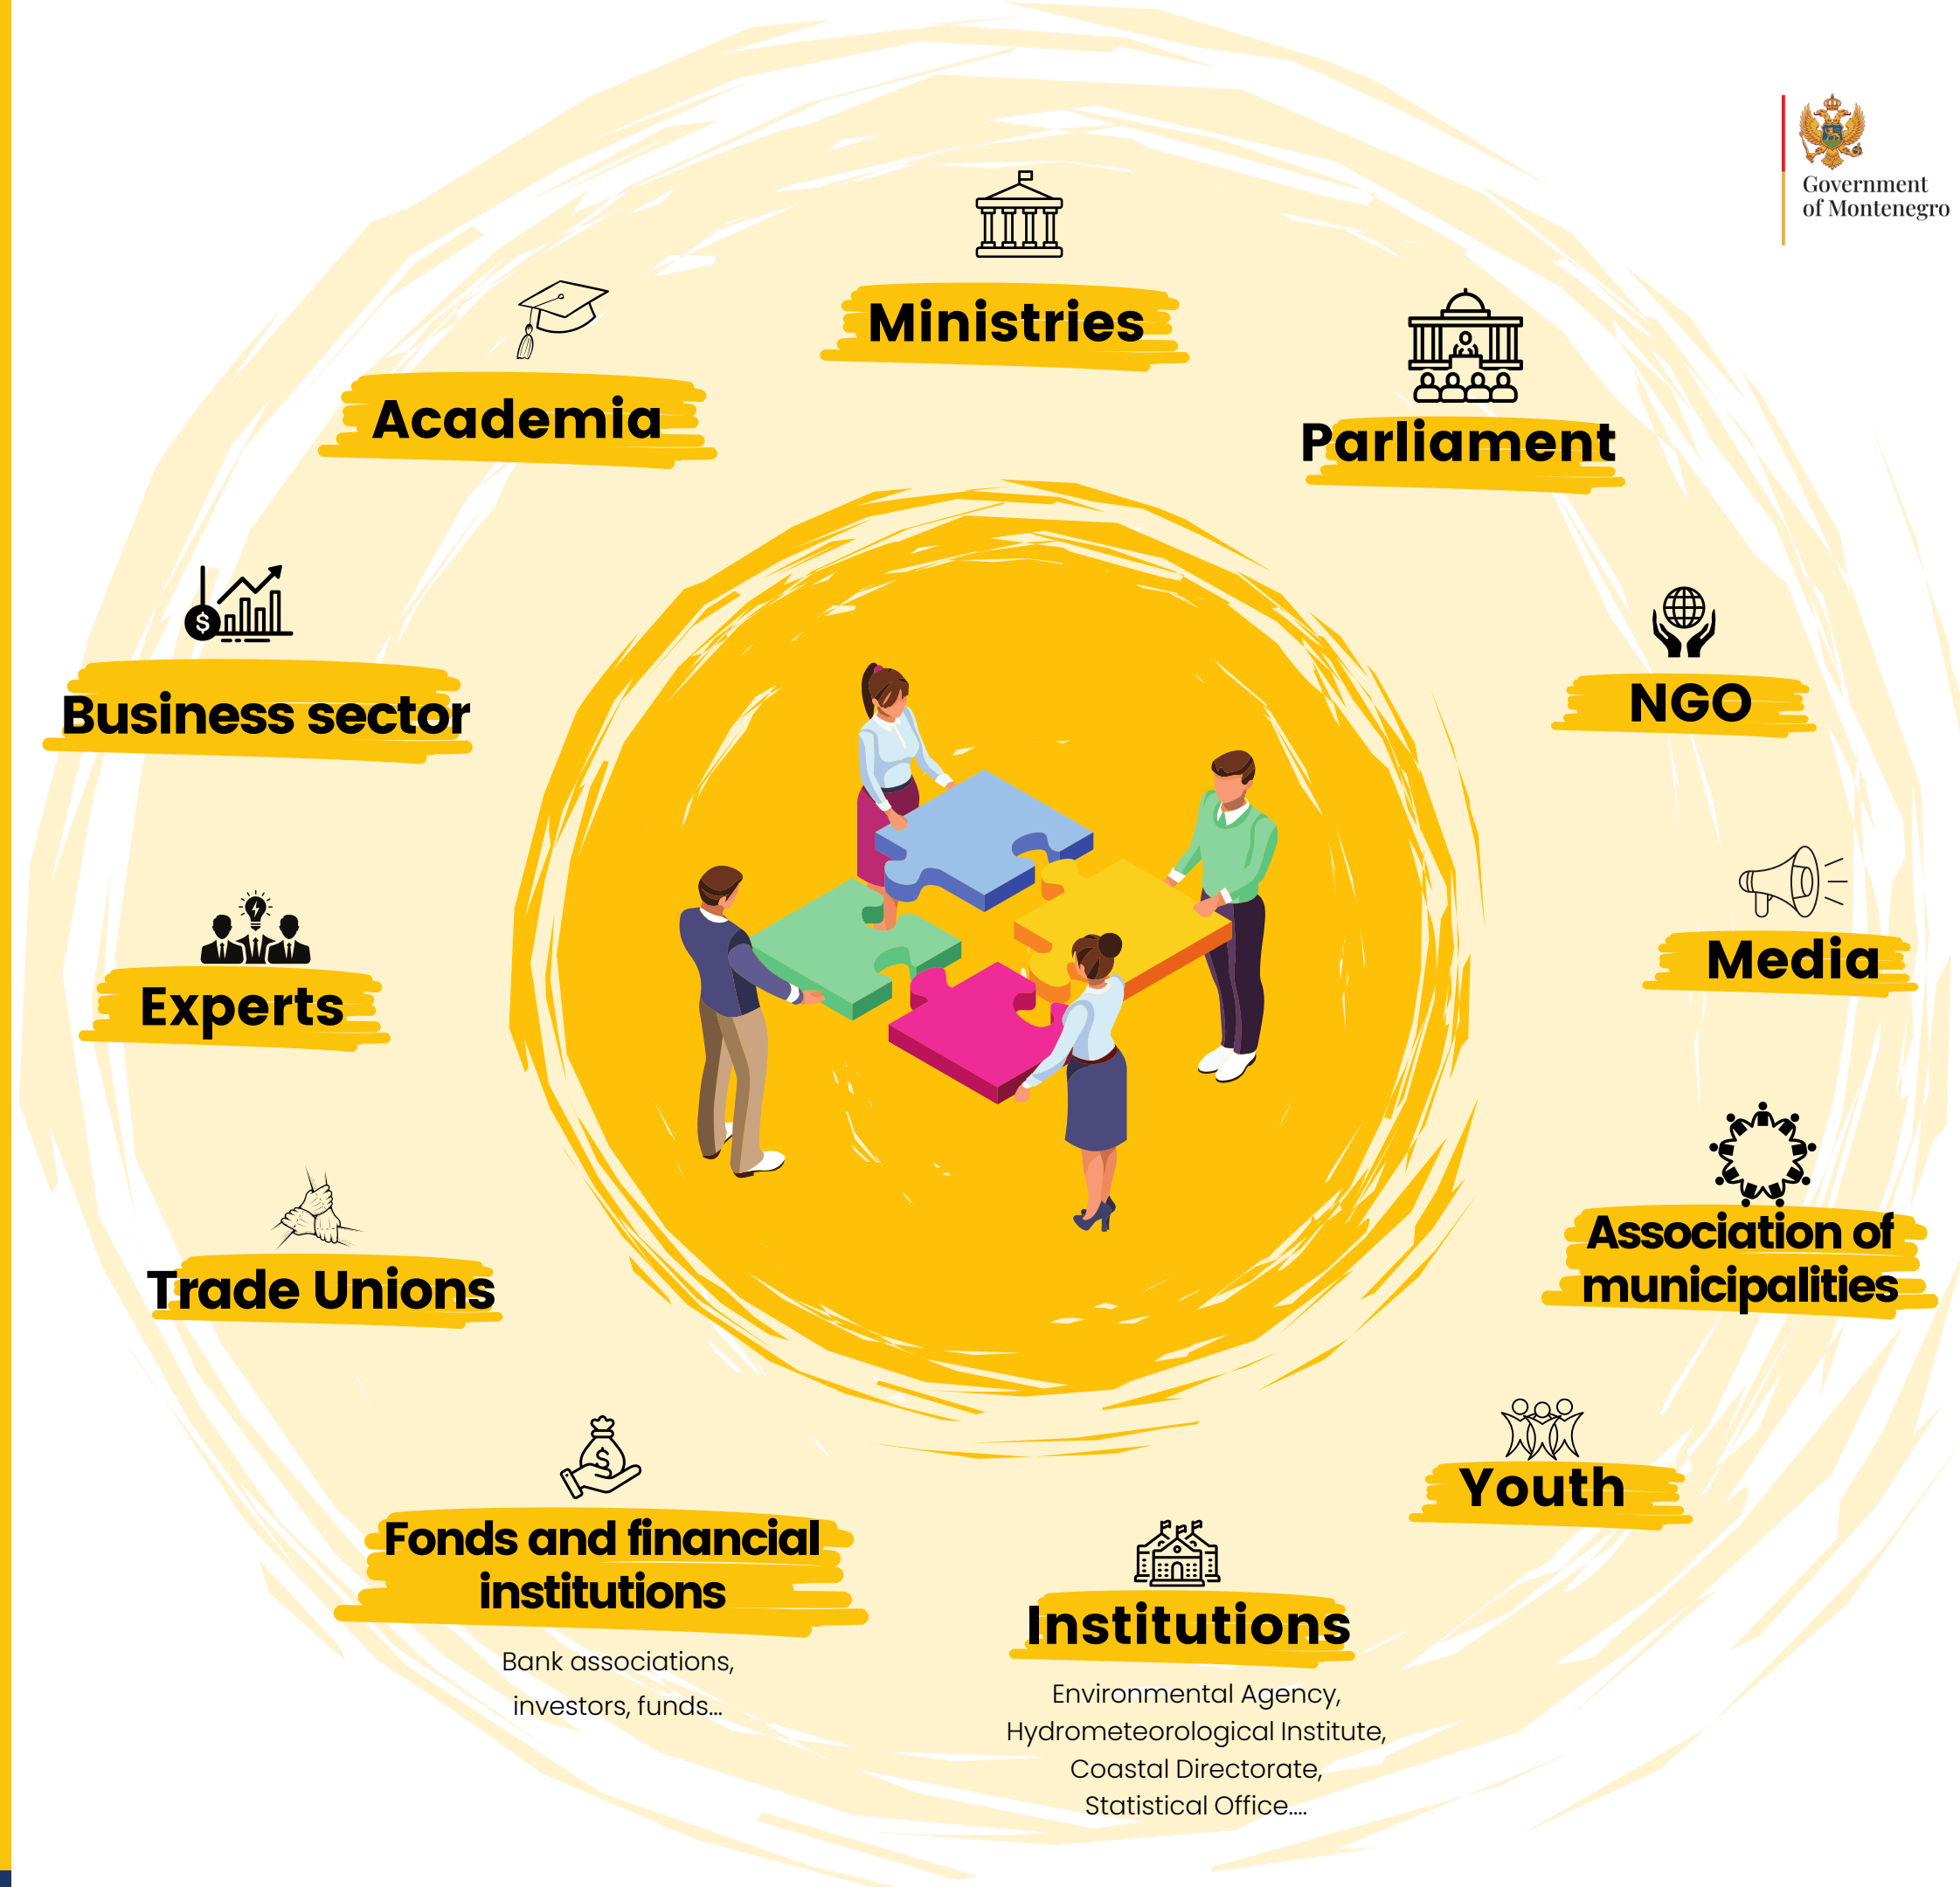 Government
of Montenegro
Ministries
Academia
Parliament
Business sector
NGO
Media
Experts
Association of
municipalities
Trade Unions
Youth
Fonds and financial
institutions
Bank associations,
investors, funds...
Institutions
Environmental Agency,
Hydrometeorological Institute,
Coastal Directorate,
Statistical Office....